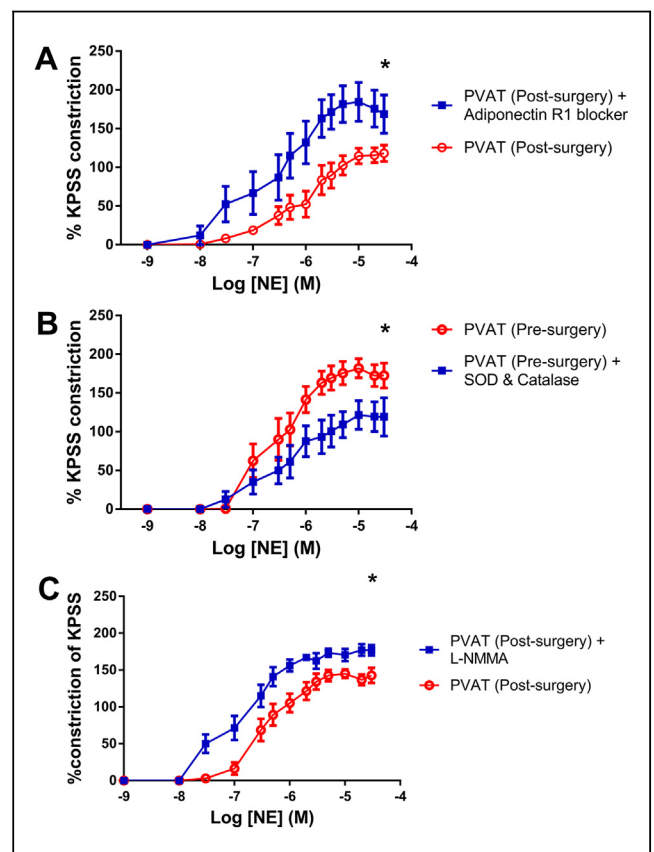 A
*
250
200
150
100
50
0
% KPSS constriction
-9 -8 -7 -6 -5 -4
Log [NE] (M)
PVAT (Post-surgery) +
Adiponectin R1 blocker
PVAT (Post-surgery)
B
*
250
200
150
100
50
0
% KPSS constriction
-9 -8 -7 -6 -5 -4
Log [NE] (M)
PVAT (Pre-surgery)
PVAT (Pre-surgery) +
SOD & Catalase
C
*
250
200
150
100
50
0
%constriction of KPSS
-9 -8 -7 -6 -5 -4
Log [NE] (M)
PVAT (Post-surgery) +
L-NMMA
PVAT (Post-surgery)